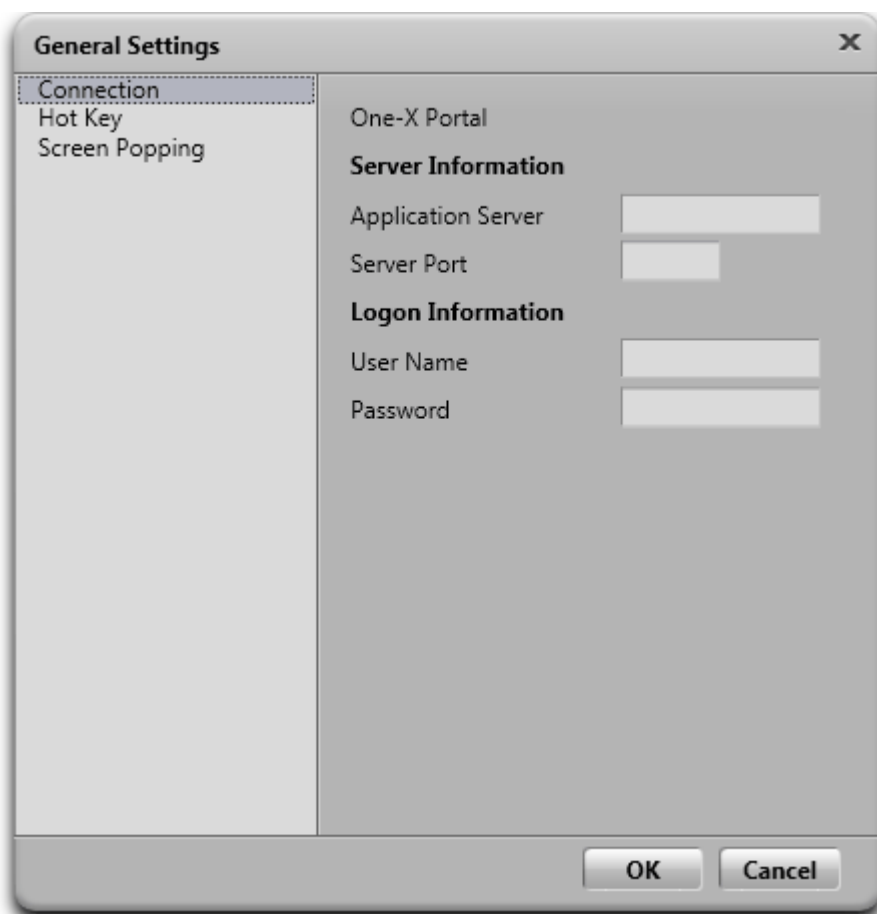 General Settings
Connection
Hot Key
Screen Popping
One-X Portal
Server Information
Application Server
Server Port
Logon Information
User Name
Password
OK
Cancel